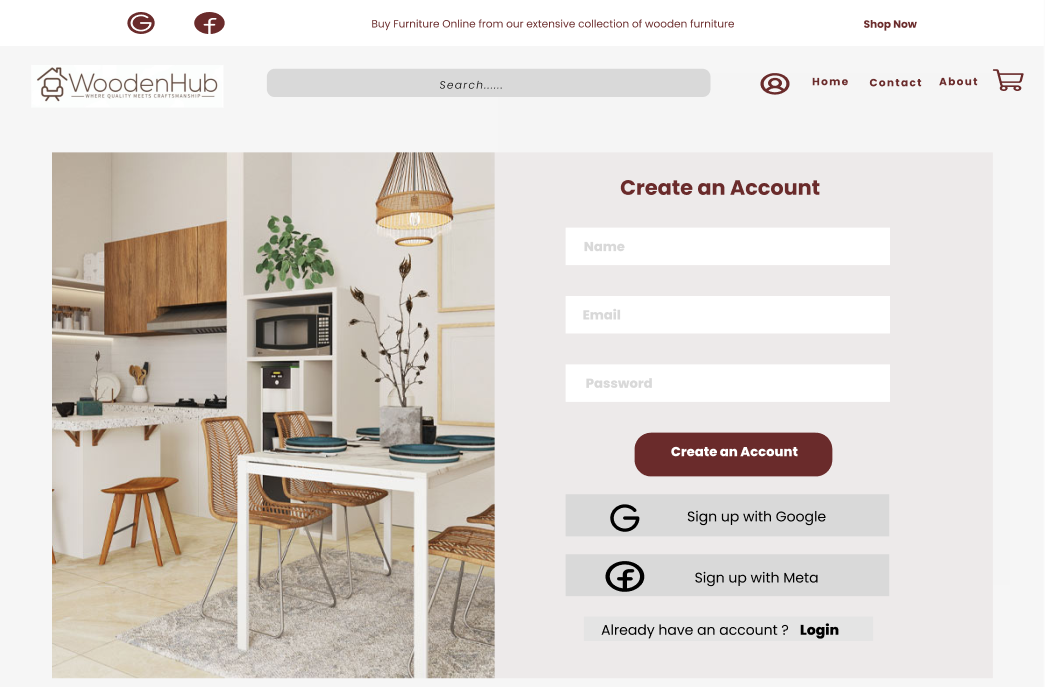 Buy Furniture Online from our extensive collection of wooden furniture
Shop Now
WoodenHub
WHERE QUALITY MEETS CRAFTSMANSHIP
Search......
Home
Contact
About
Create an Account
Name
Email
Password
Create an Account
Sign up with Google
Sign up with Meta
Already have an account ? Login